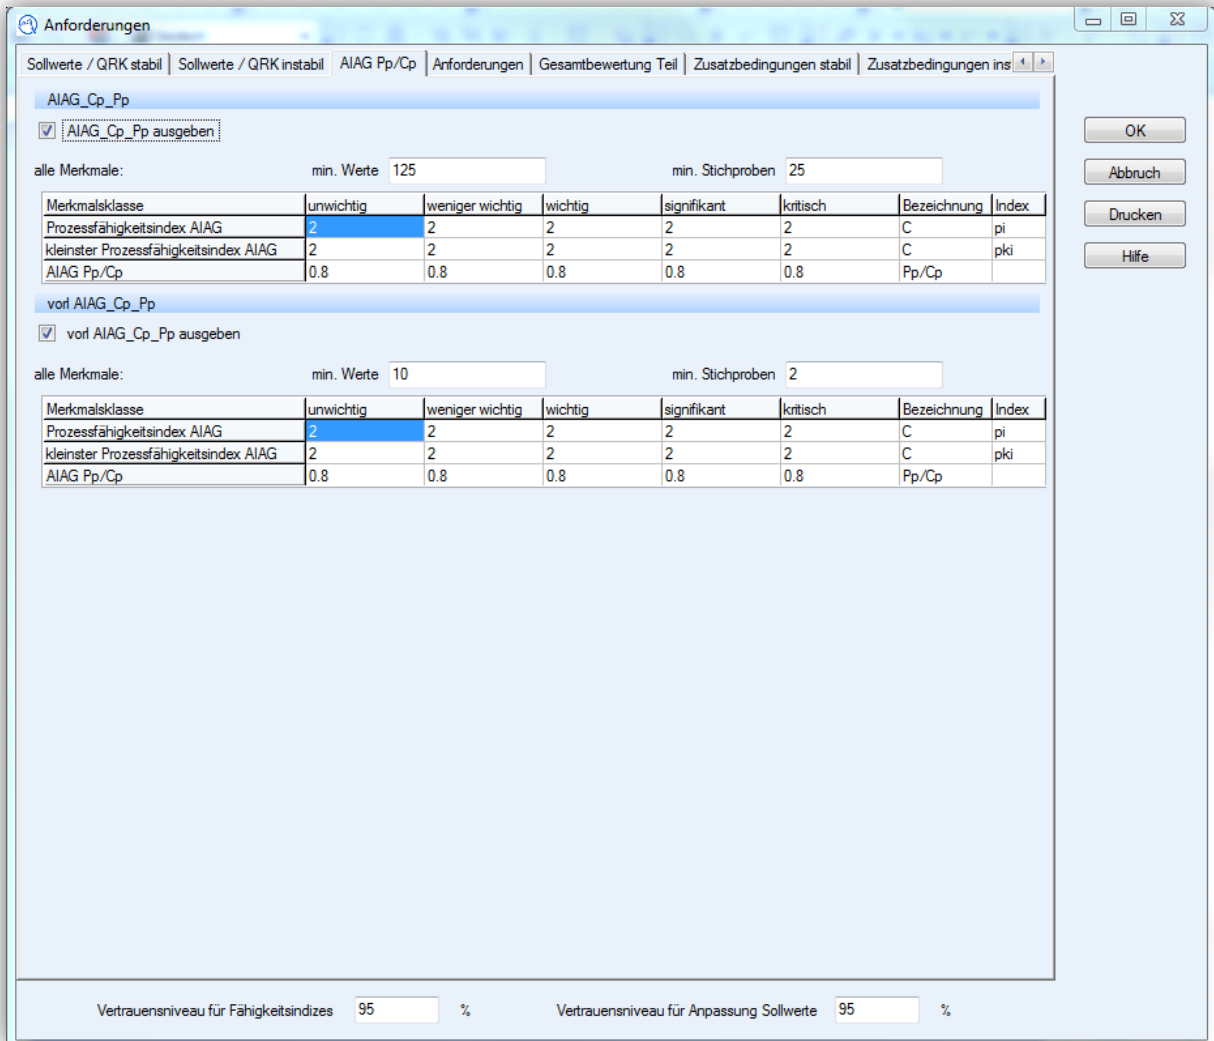 Anforderungen
Sollwerte / QRK stabil Sollwerte / QRK instabil AIAG Pp/Cp Anforderungen Gesamtbewertung Teil Zusatzbedingungen stabil Zusatzbedingungen ins
AIAG_Cp_Pp
AIAG_Cp_Pp ausgeben
OK
alle Merkmale: min. Werte 125 min. Stichproben 25
Abbruch
Merkmalsklasse unwichtig weniger wichtig wichtig signifikant kritisch Bezeichnung Index
Drucken
Prozessfähigkeitsindex AIAG 2 2 2 2 2 C pi
kleinster Prozessfähigkeitsindex AIAG 2 2 2 2 2 C pki
Hilfe
AIAG Pp/Cp 0.8 0.8 0.8 0.8 0.8 Pp/Cp
vorl AIAG_Cp_Pp
vorl AIAG_Cp_Pp ausgeben
alle Merkmale: min. Werte 10 min. Stichproben 2
Merkmalsklasse unwichtig weniger wichtig wichtig signifikant kritisch Bezeichnung Index
Prozessfähigkeitsindex AIAG 2 2 2 2 2 C pi
kleinster Prozessfähigkeitsindex AIAG 2 2 2 2 2 C pki
AIAG Pp/Cp 0.8 0.8 0.8 0.8 0.8 Pp/Cp
Vertrauensniveau für Fähigkeitsindizes 95 % Vertrauensniveau für Anpassung Sollwerte 95 %